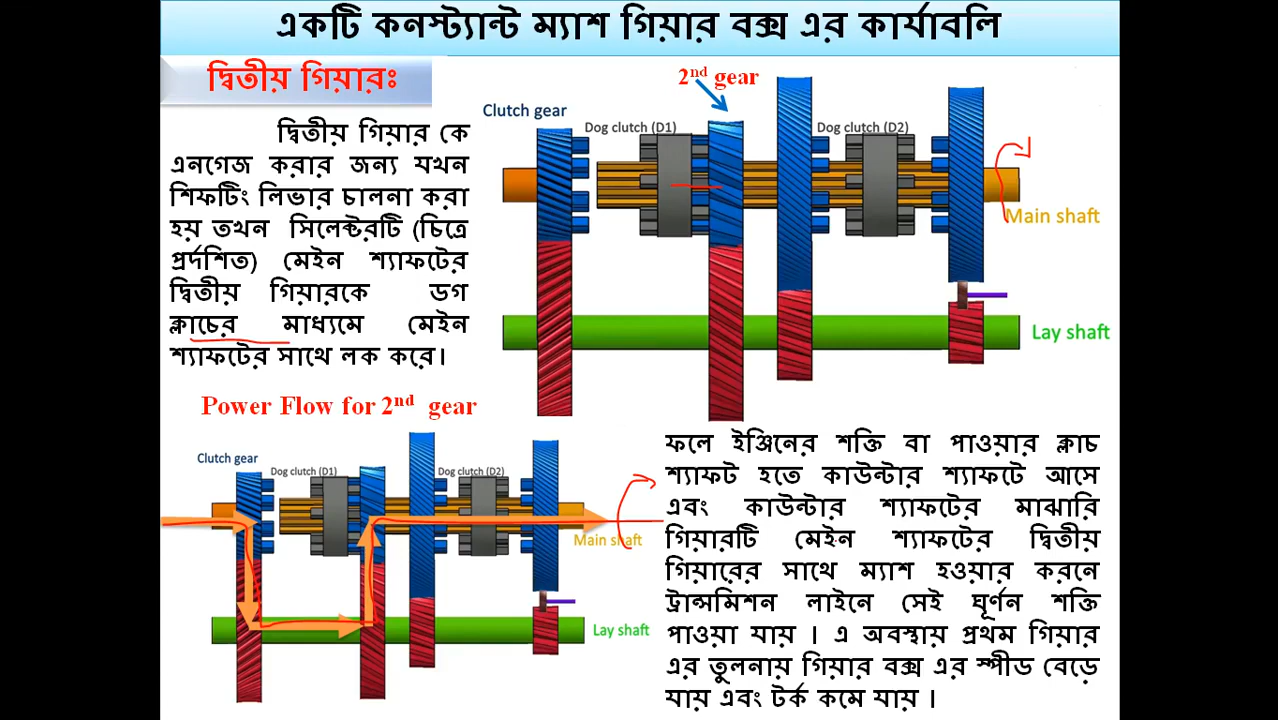 একটি কনস্ট্যান্ট ম্যাশ গিয়ার বক্স এর কার্যাবলি
দ্বিতীয় গিয়ারঃ
দ্বিতীয় গিয়ার কে
এনগেজ করার জন্য যখন
শিফটিং লিভার চালনা করা
হয় তখন সিলেক্টরটি (চিত্রে
প্রর্দশিত) মেইন শ্যাফটের
দ্বিতীয় গিয়ারকে ডগ
ক্লাচের মাধ্যমে মেইন
শ্যাফটের সাথে লক করে।
2nd gear
Clutch gear
Dog clutch (D1)
Dog clutch (D2)
Main shaft
Lay shaft
Power Flow for 2nd gear
Clutch gear
Dog clutch (D1)
Dog clutch (D2)
Main shaft
Lay shaft
ফলে ইঞ্জিনের শক্তি বা পাওয়ার ক্লাচ
শ্যাফট হতে কাউন্টার শ্যাফটে আসে
এবং কাউন্টার শ্যাফটের মাঝারি
গিয়ারটি মেইন শ্যাফটের দ্বিতীয়
গিয়ারের সাথে ম্যাশ হওয়ার করনে
ট্রান্সমিশন লাইনে সেই ঘূর্ণন শক্তি
পাওয়া যায় । এ অবস্থায় প্রথম গিয়ার
এর তুলনায় গিয়ার বক্স এর স্পীড বেড়ে
যায় এবং টর্ক কমে যায় ।